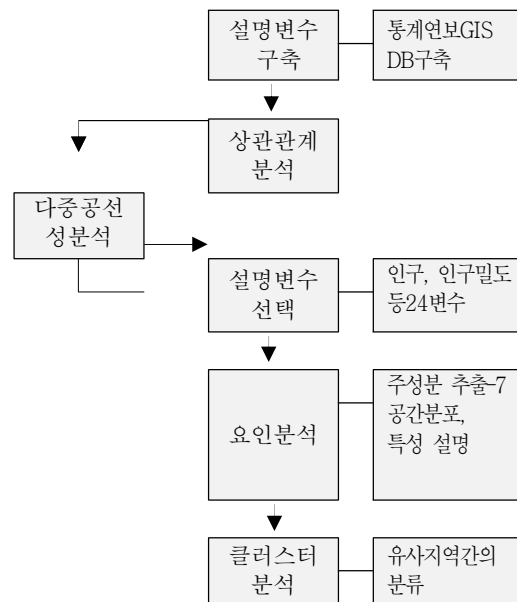 설명변수
구축
통계연보GIS
DB구축
상관관계
분석
다중공선
성분석
설명변수
선택
인구, 인구밀도
등24변수
요인분석
주성분 추출-7
공간분포,
특성 설명
클러스터
분석
유사지역간의
분류